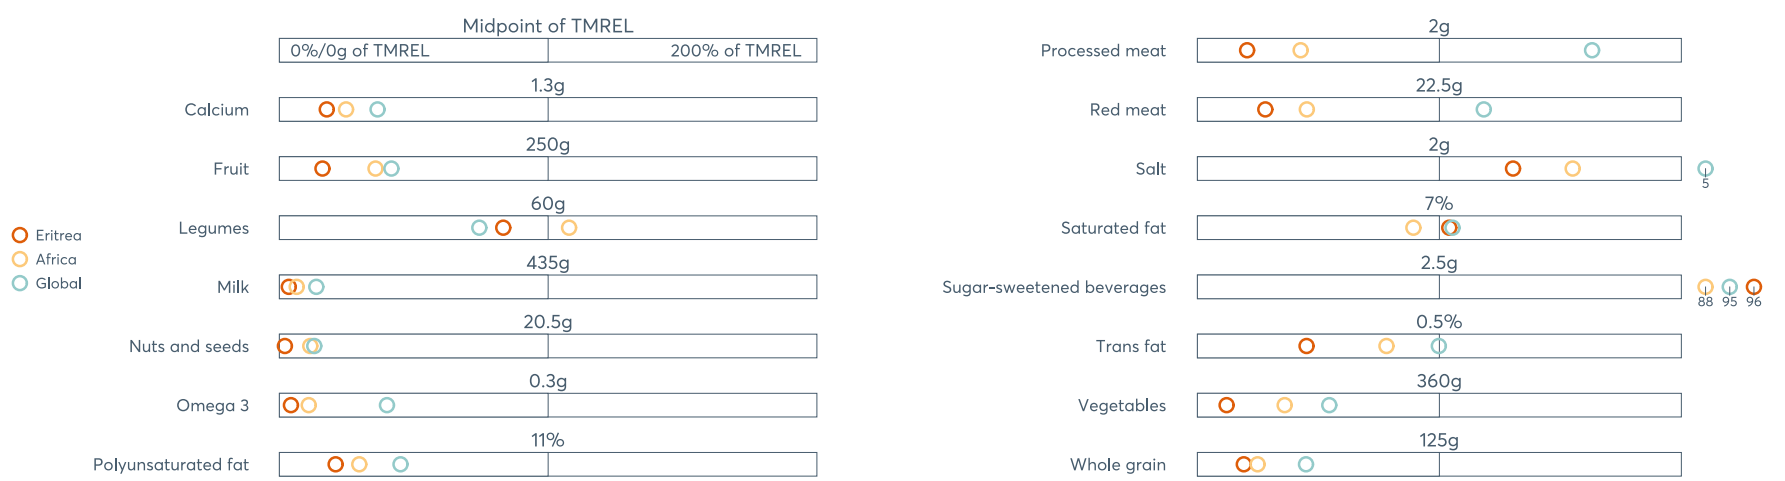 Midpoint of TMREL
0%/0g of TMREL 200% of TMREL
1.3g
Calcium
250g
Fruit
60g
Legumes
435g
Milk
20.5g
Nuts and seeds
0.3g
Omega 3
11%
Polyunsaturated fat
Eritrea
Africa
Global
2g
Processed meat
22.5g
Red meat
2g
Salt
5
7%
Saturated fat
2.5g
Sugar-sweetened beverages
88 95 96
0.5%
Trans fat
360g
Vegetables
125g
Whole grain